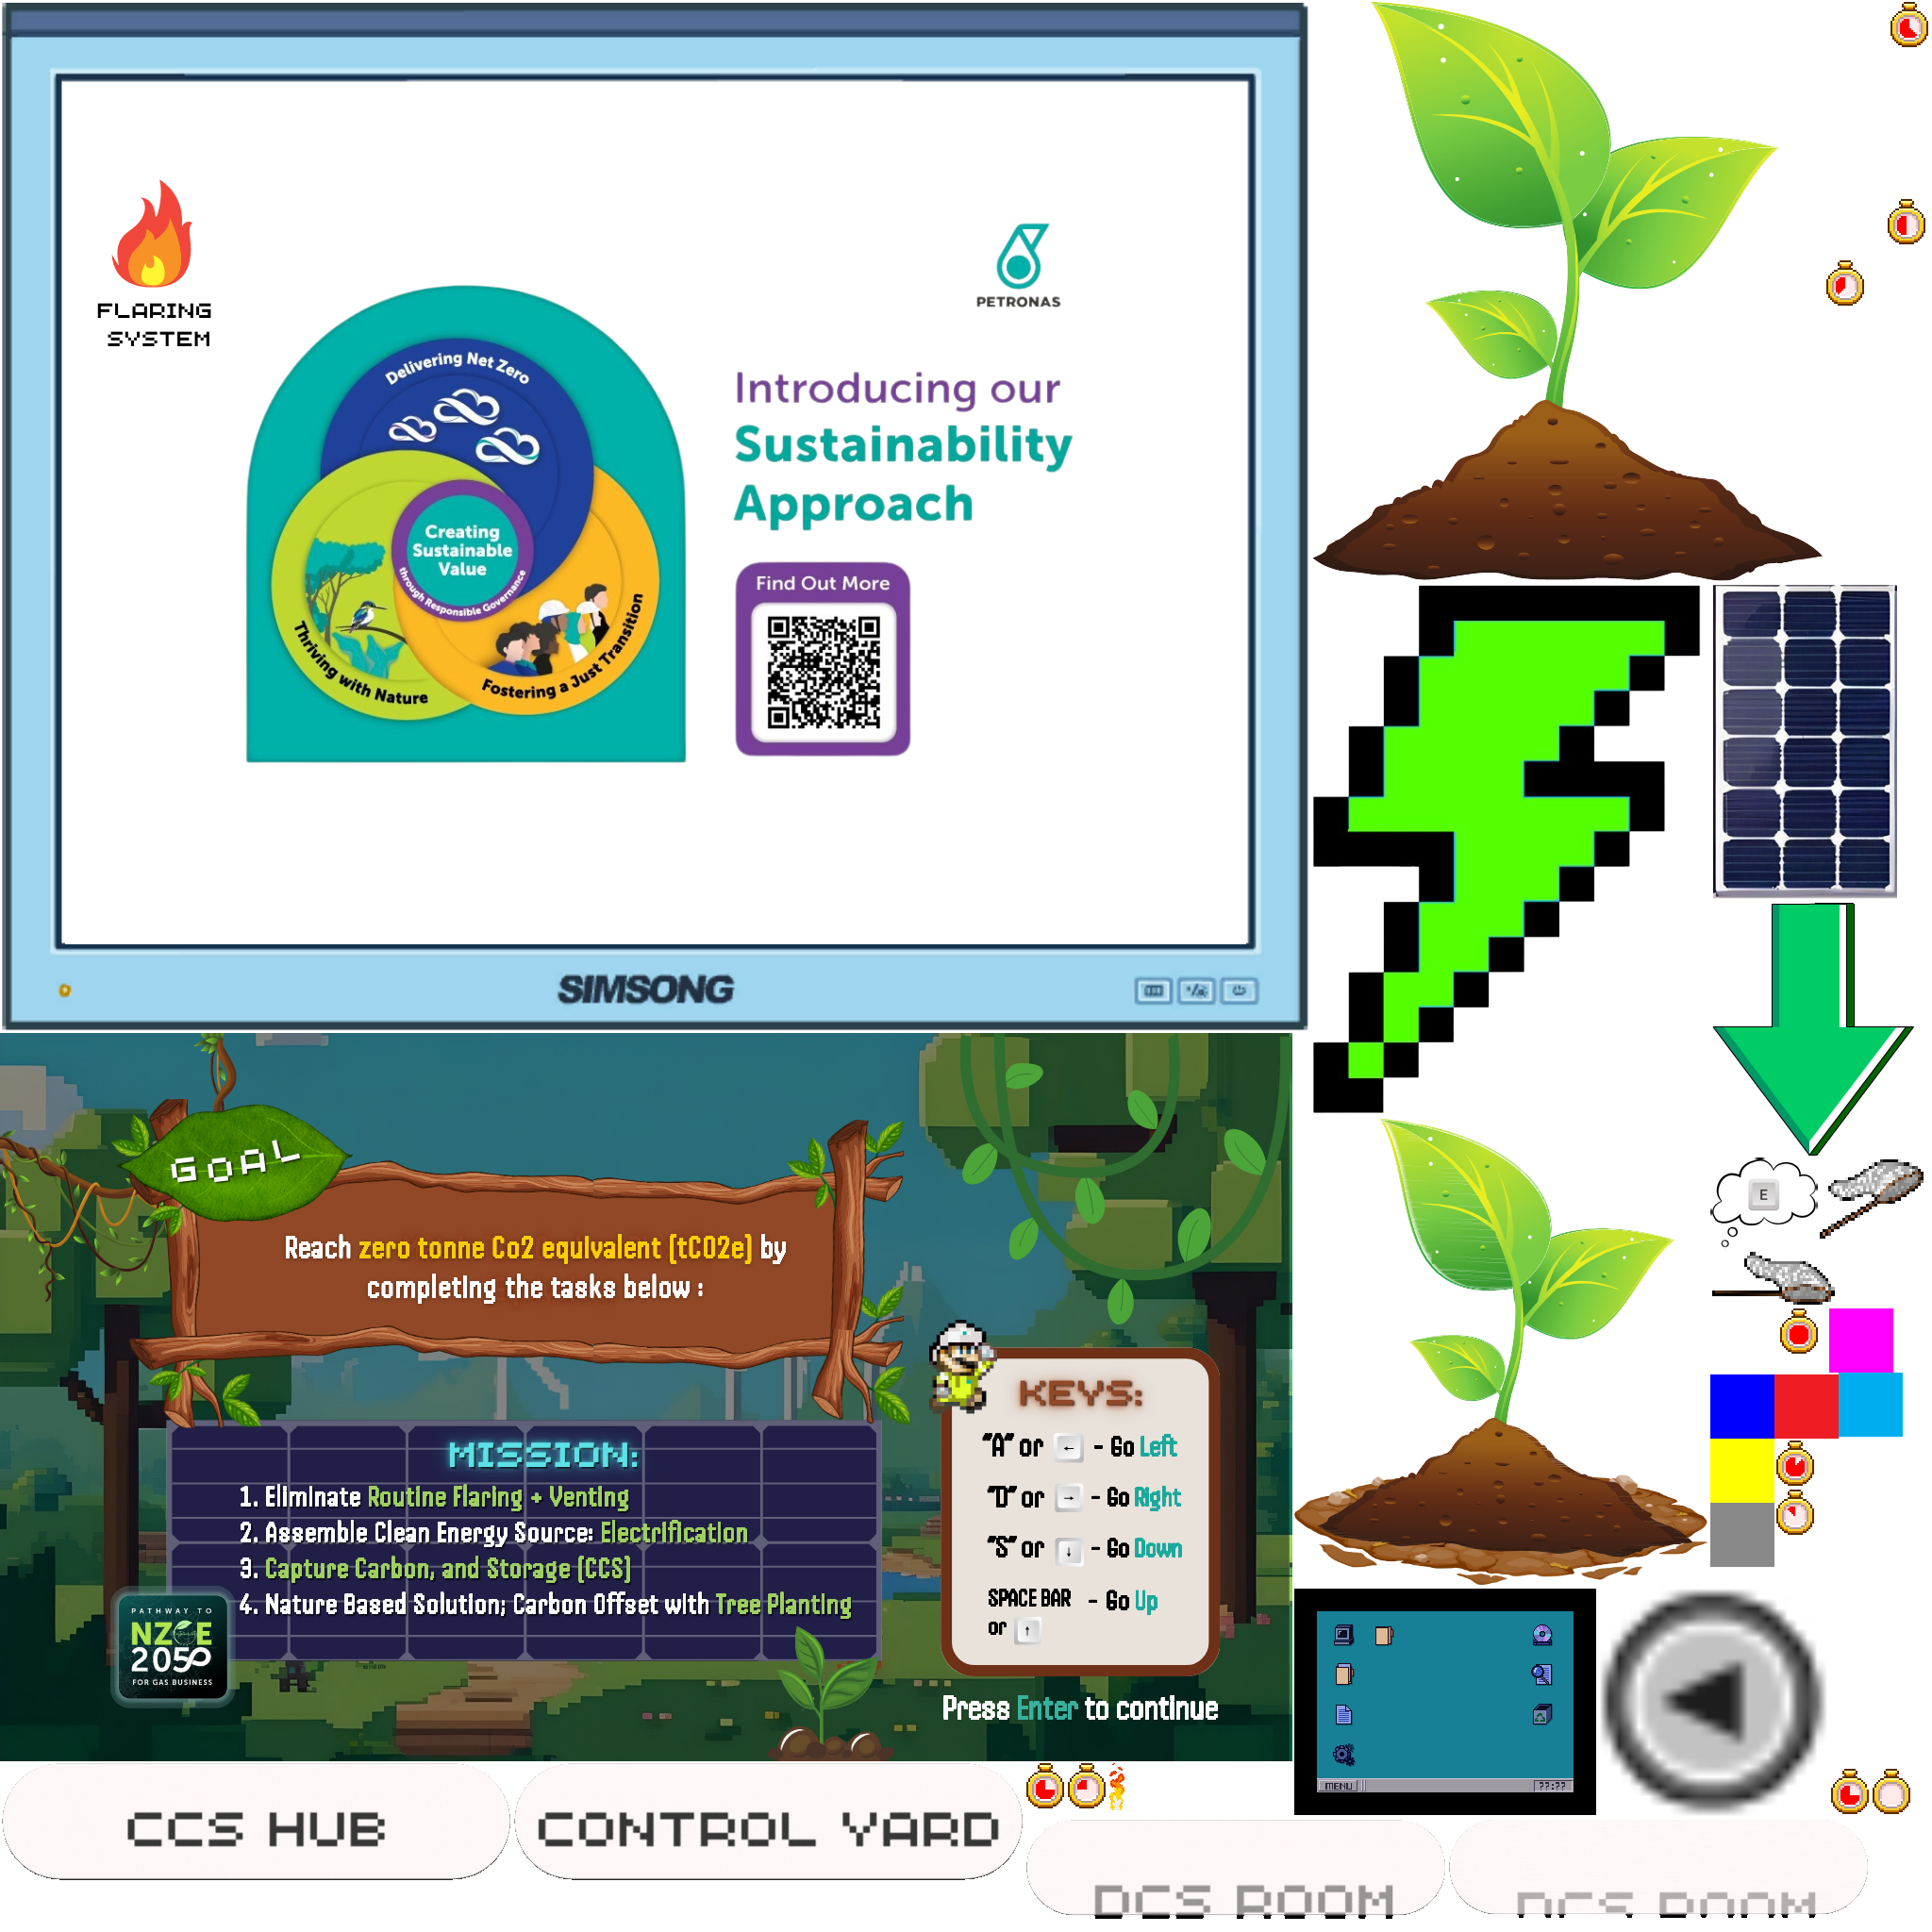 FLARING
SYSTEM
PETRONAS
Delivering Net Zero
Creating
Sustainable
Value
through Responsible Governance
Thriving with Nature
Fostering a Just Transition
Introducing our
Sustainability
Approach
Find Out More
SIMSONG
GOAL
Reach zero tonne Co2 equivalent (tCO2e) by
completing the tasks below :
MISSION:
1. Eliminate Routine Flaring + Venting
2. Assemble Clean Energy Source: Electrification
3. Capture Carbon, and Storage (CCS)
4. Nature Based Solution; Carbon Offset with Tree Planting
PATHWAY TO
NZCE
2050
FOR GAS BUSINESS
KEYS:
"A" or ← - Go Left
"D" or → - Go Right
"S" or ↓ - Go Down
SPACE BAR - Go Up
or ↑
Press Enter to continue
E
MENU
??:??
CCS HUB
CONTROL YARD
DCS ROOM
DCS ROOM